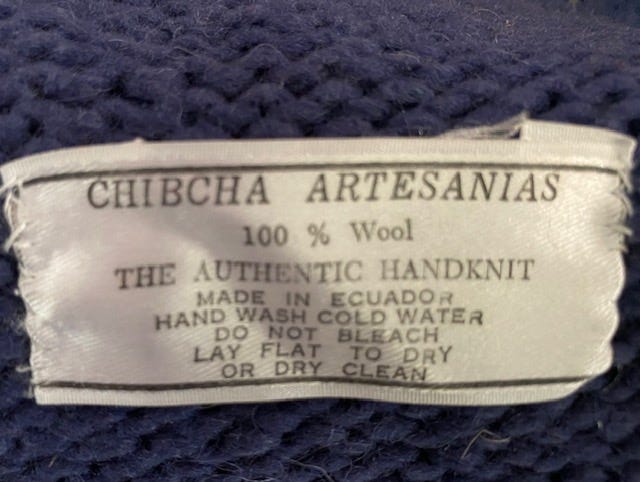 CHIBCHA ARTESANIAS
100 % Wool
THE AUTHENTIC HANDKNIT
MADE IN ECUADOR
HAND WASH COLD WATER
DO NOT BLEACH
LAY FLAT TO DRY
OR DRY CLEAN